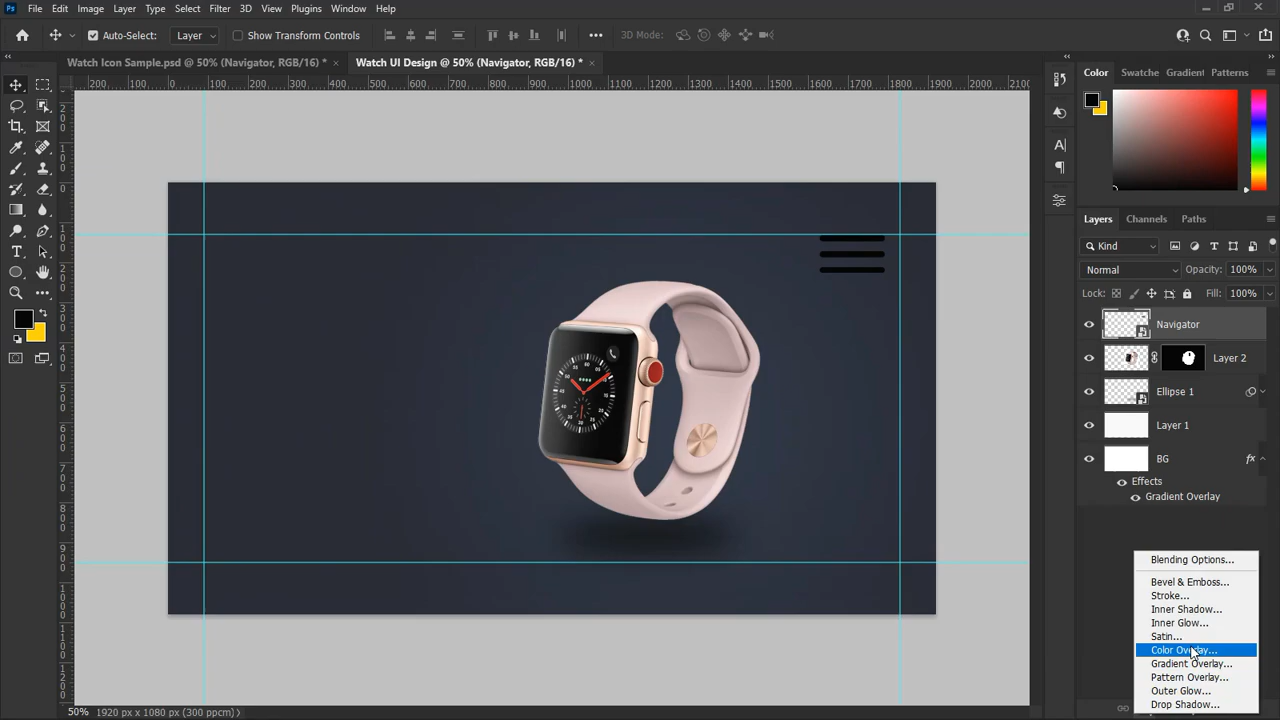 Ps File Edit Image Layer Type Select Filter 3D View Plugins Window Help
Auto-Select: Layer Show Transform Controls 3D Mode:
Watch Icon Sample.psd @ 50% (Navigator, RGB/16) * × Watch UI Design @ 50% (Navigator, RGB/16) * ×
Color Swatche Gradient Patterns
200 100 0 100 200 300 400 500 600 700 800 900 1000 1100 1200 1300 1400 1500 1600 1700 1800 1900 2000 2100
Layers Channels Paths
Kind
Normal Opacity: 100%
Lock: Fill: 100%
Navigator
Layer 2
Ellipse 1
Layer 1
BG fx
Effects
Gradient Overlay
Blending Options...
Bevel & Emboss...
Stroke...
Inner Shadow...
Inner Glow...
Satin...
Color Overlay...
Gradient Overlay...
Pattern Overlay...
Outer Glow...
Drop Shadow...
50% 1920 px x 1080 px (300 ppcm)